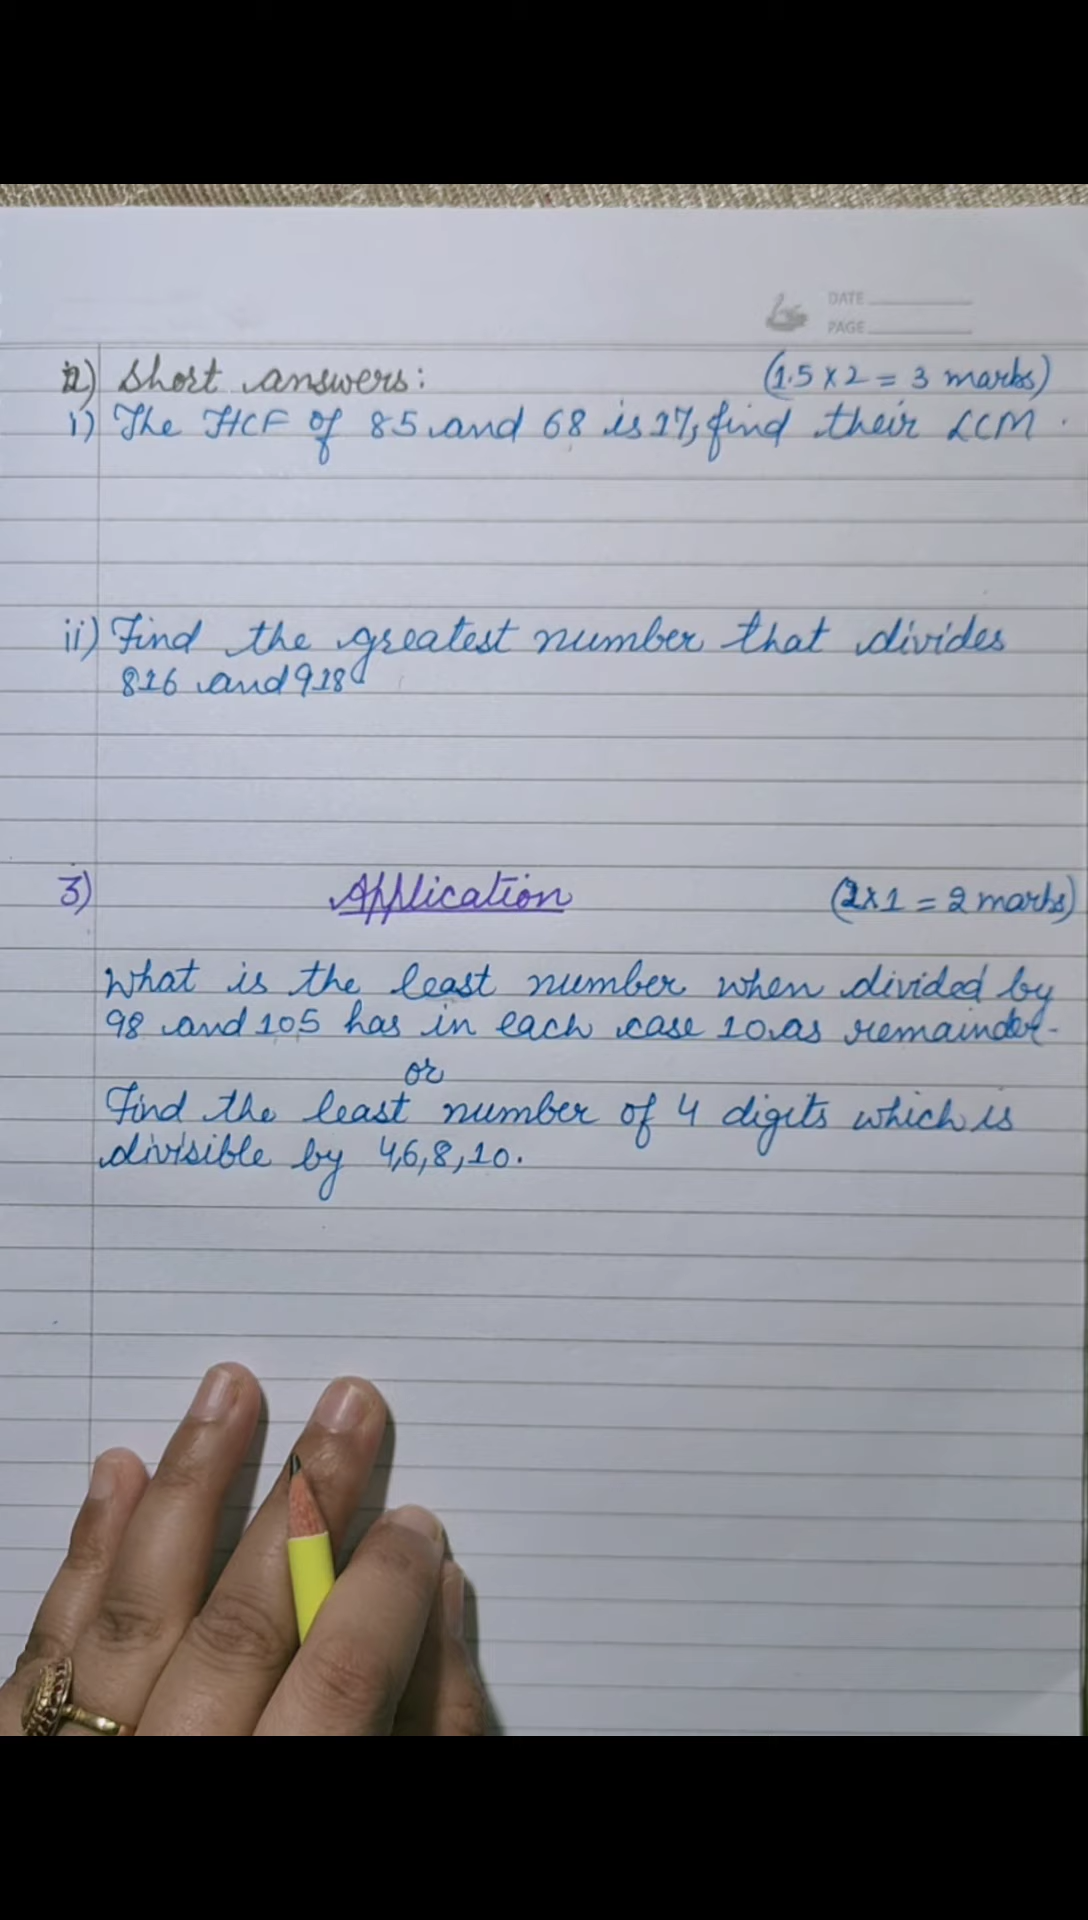 DATE
PAGE
2) Short answers: (1.5 x 2 = 3 marks)
i) The HCF of 85 and 68 is 17, find their LCM.
ii) Find the greatest number that divides
816 and 918
3) Application (2x1 = 2 marks)
What is the least number when divided by
98 and 105 has in each case 10 as remainder.
or
Find the least number of 4 digits which is
divisible by 4,6,8,10.